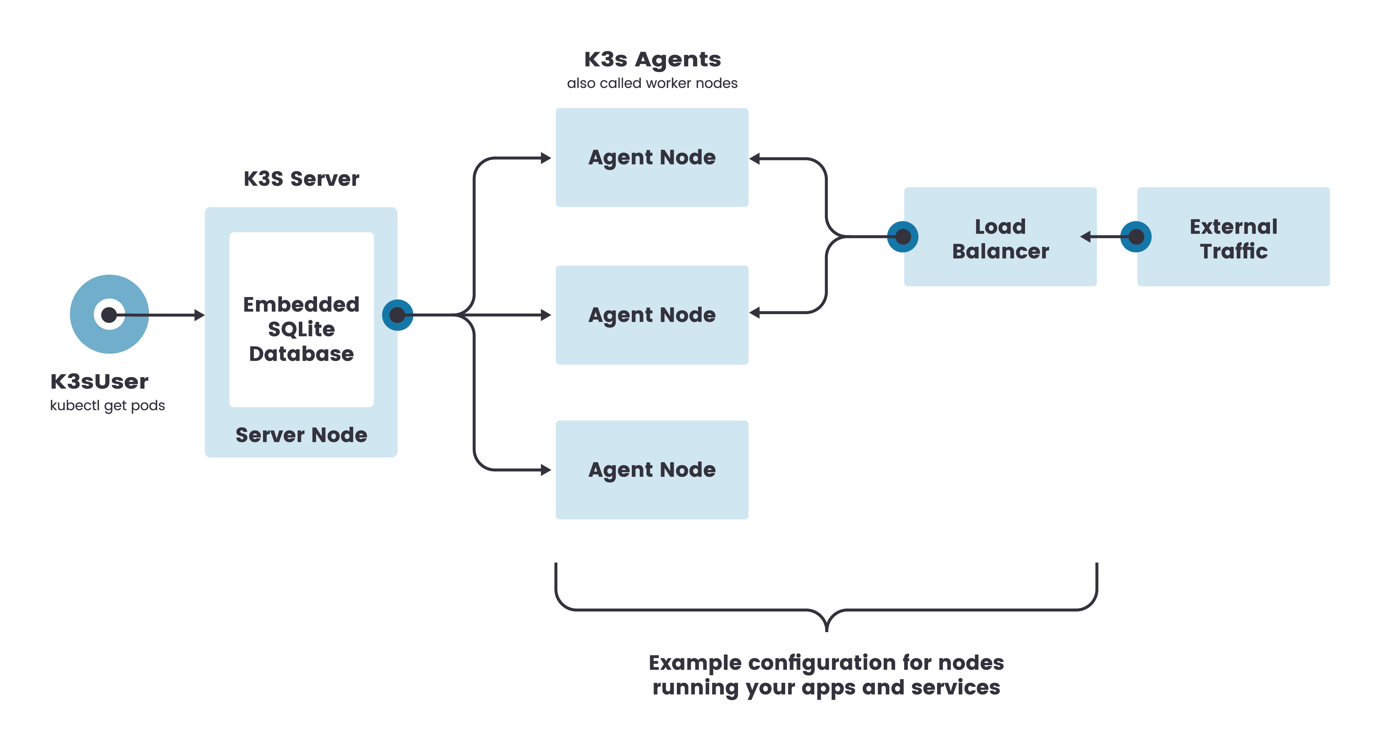 K3s Agents
also called worker nodes
Agent Node
K3S Server
Load
Balancer
External
Traffic
Embedded
SQLite
Database
Agent Node
K3sUser
kubectl get pods
Server Node
Agent Node
Example configuration for nodes
running your apps and services